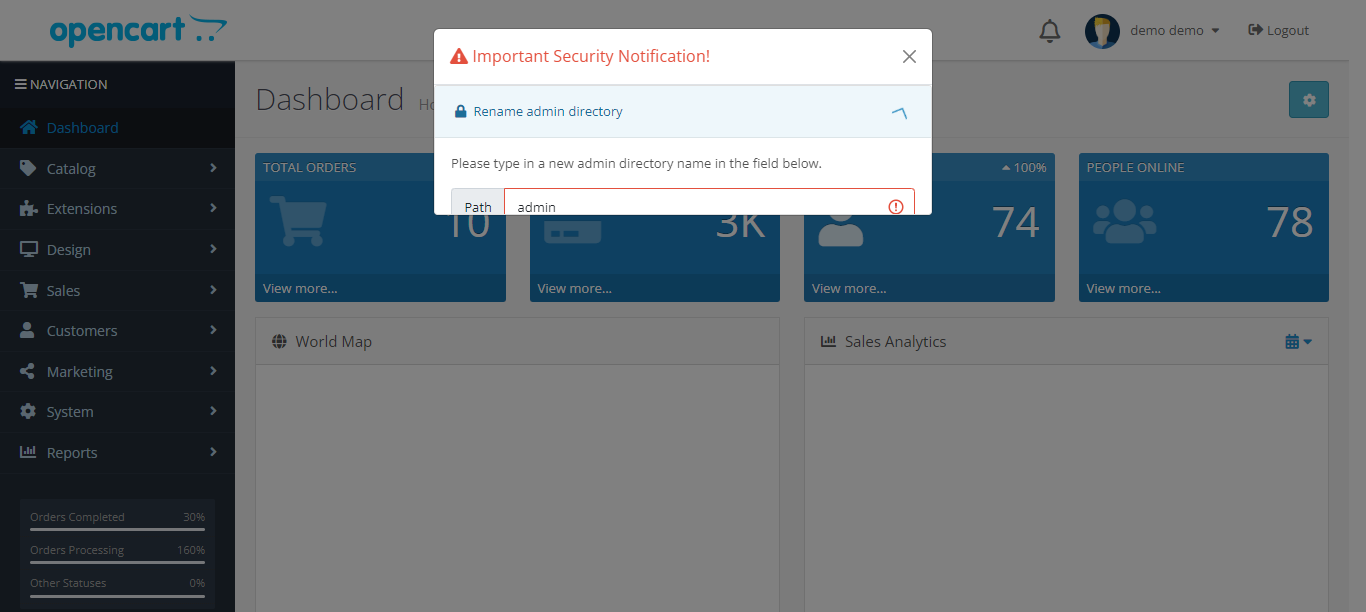 opencart
demo demo
Logout
Important Security Notification!
Rename admin directory
Please type in a new admin directory name in the field below.
Path
admin
NAVIGATION
Dashboard
Catalog
Extensions
Design
Sales
Customers
Marketing
System
Reports
Orders Completed 30%
Orders Processing 160%
Other Statuses 0%
Dashboard
TOTAL ORDERS
10
View more...
3K
View more...
100%
74
View more...
PEOPLE ONLINE
78
View more...
World Map
Sales Analytics